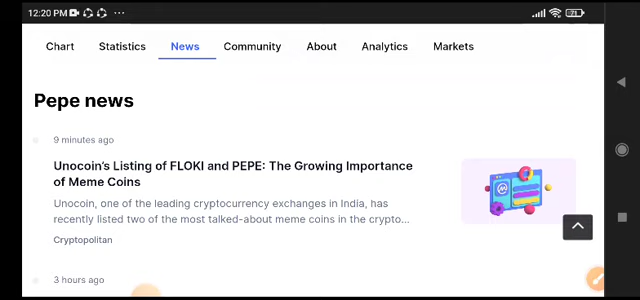 12:20 PM ··· 71
Chart Statistics News Community About Analytics Markets
Pepe news
9 minutes ago
Unocoin's Listing of FLOKI and PEPE: The Growing Importance
of Meme Coins
Unocoin, one of the leading cryptocurrency exchanges in India, has
recently listed two of the most talked-about meme coins in the crypto...
Cryptopolitan
3 hours ago